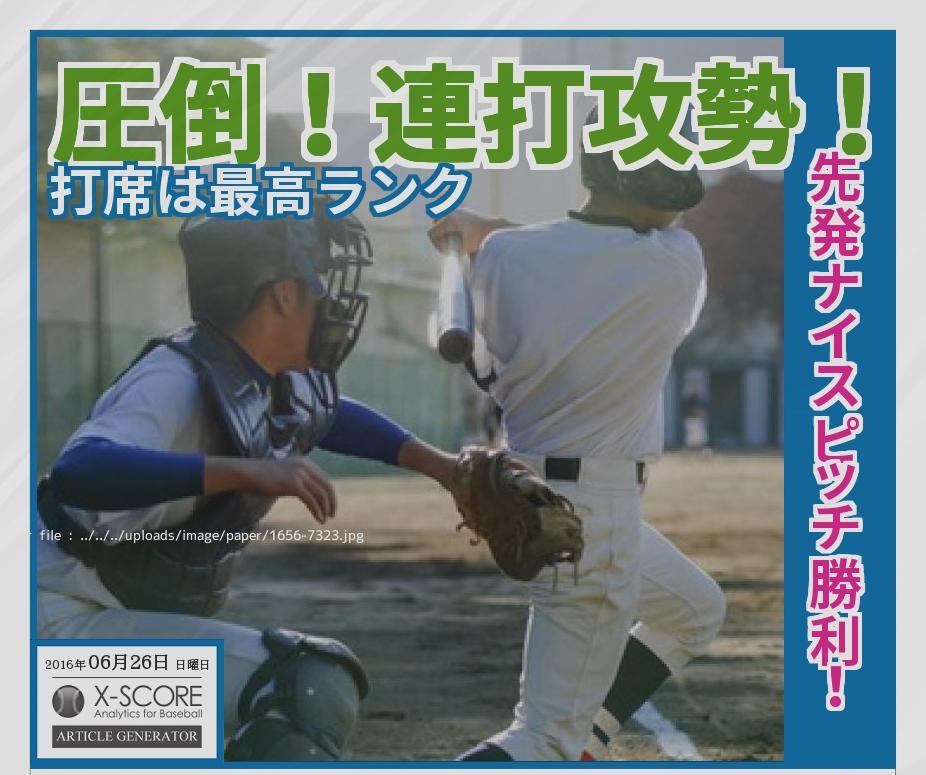 圧倒！連打攻勢！
打席は最高ランク
先発ナイスピッチ勝利！
file : ../../../uploads/image/paper/1656-7323.jpg
2016年06月26日 日曜日
X-SCORE
Analytics for Baseball
ARTICLE GENERATOR